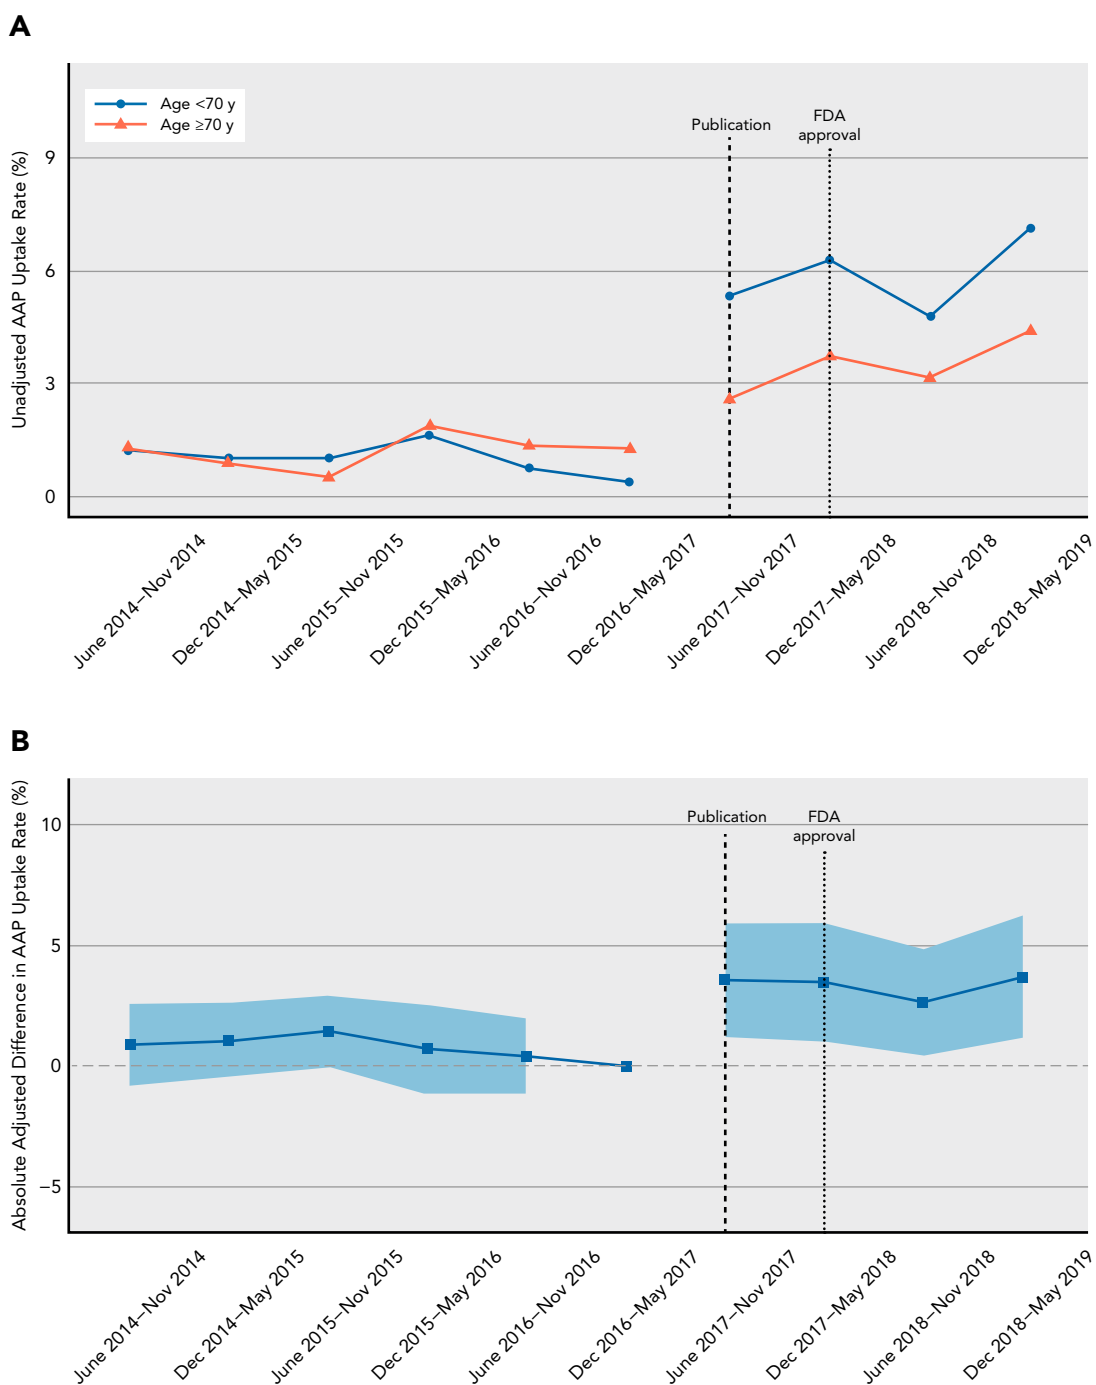 A
Unadjusted AAP Uptake Rate (%)
Age <70 y
Age ≥70 y
Publication
FDA
approval
9
6
3
0
June 2014–Nov 2014
Dec 2014–May 2015
June 2015–Nov 2015
Dec 2015–May 2016
June 2016–Nov 2016
Dec 2016–May 2017
June 2017–Nov 2017
Dec 2017–May 2018
June 2018–Nov 2018
Dec 2018–May 2019
B
Absolute Adjusted Difference in AAP Uptake Rate (%)
Publication
FDA
approval
10
5
0
−5
June 2014–Nov 2014
Dec 2014–May 2015
June 2015–Nov 2015
Dec 2015–May 2016
June 2016–Nov 2016
Dec 2016–May 2017
June 2017–Nov 2017
Dec 2017–May 2018
June 2018–Nov 2018
Dec 2018–May 2019